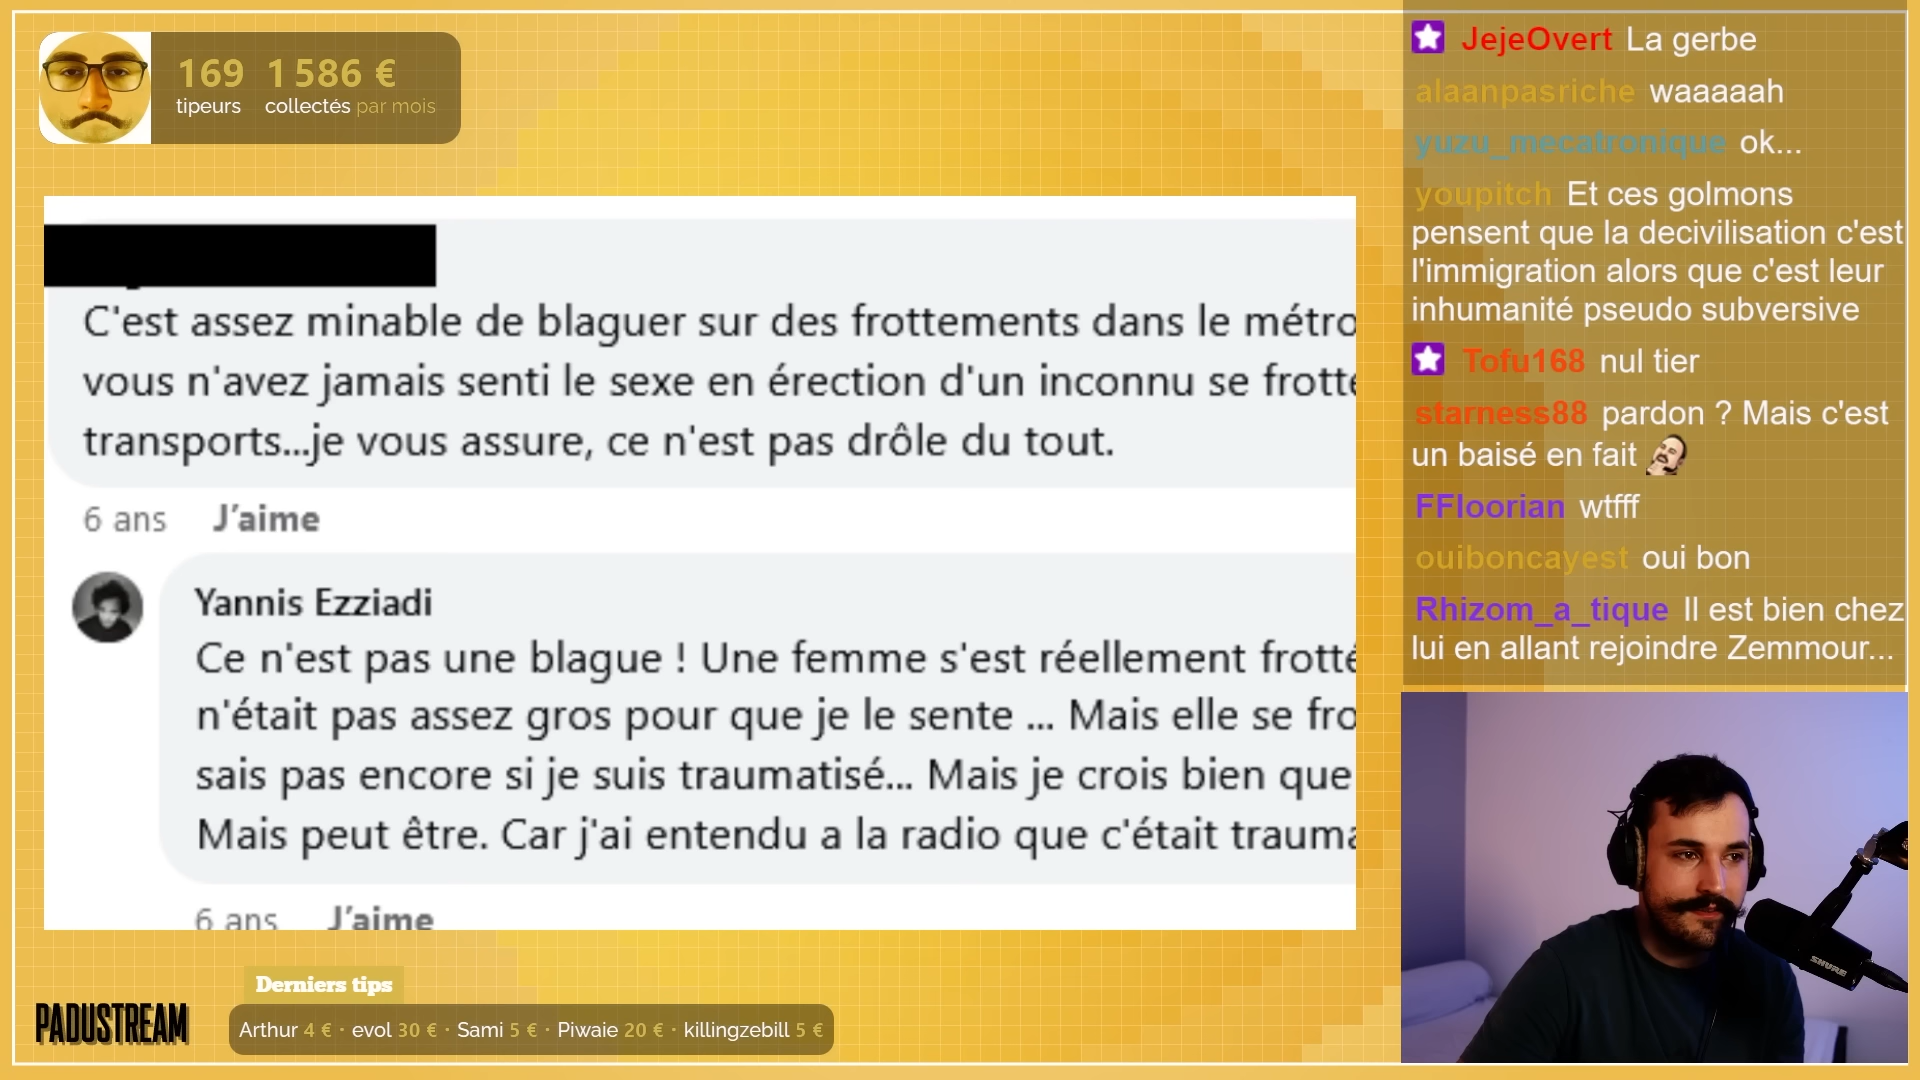 169 1 586 €
tipeurs collectés par mois
C'est assez minable de blaguer sur des frottements dans le métro
vous n'avez jamais senti le sexe en érection d'un inconnu se frotte
transports...je vous assure, ce n'est pas drôle du tout.
6 ans J'aime
Yannis Ezziadi
Ce n'est pas une blague ! Une femme s'est réellement frotté
n'était pas assez gros pour que je le sente ... Mais elle se fro
sais pas encore si je suis traumatisé... Mais je crois bien que
Mais peut être. Car j'ai entendu a la radio que c'était trauma
6 ans J'aime
Derniers tips
PADUSTREAM
Arthur 4 € · evol 30 € · Sami 5 € · Piwaie 20 € · killingzebill 5 €
JejeOvert La gerbe
alaanpasriche waaaaah
yuzu_mecatronique ok...
youpitch Et ces golmons
pensent que la decivilisation c'est
l'immigration alors que c'est leur
inhumanité pseudo subversive
Tofu168 nul tier
starness88 pardon ? Mais c'est
un baisé en fait
FFloorian wtfff
ouiboncayest oui bon
Rhizom_a_tique Il est bien chez
lui en allant rejoindre Zemmour...
SHURE